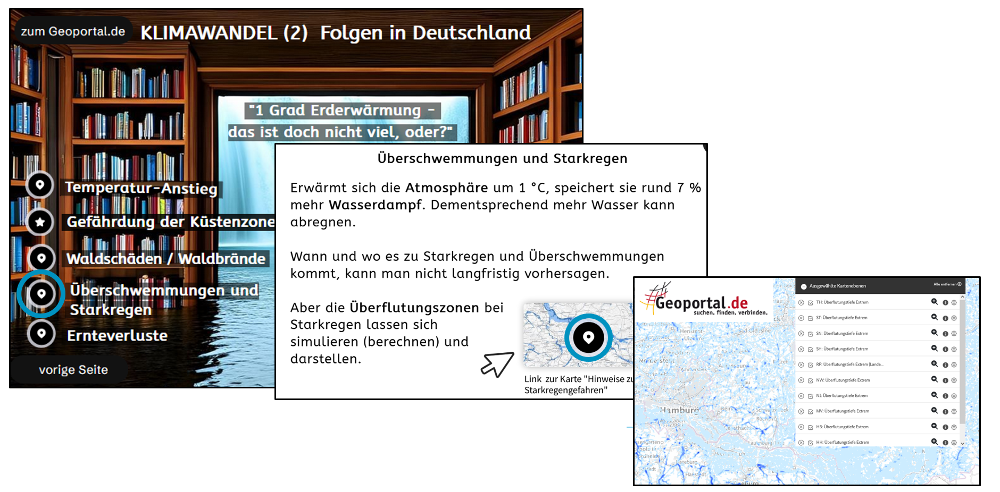 zum Geoportal.de
KLIMAWANDEL (2) Folgen in Deutschland
"1 Grad Erderwärmung -
das ist doch nicht viel, oder?"
Temperatur-Anstieg
Gefährdung der Küstenzone
Waldschäden / Waldbrände
Überschwemmungen und
Starkregen
Ernteverluste
vorige Seite
Überschwemmungen und Starkregen
Erwärmt sich die Atmosphäre um 1 °C, speichert sie rund 7 %
mehr Wasserdampf. Dementsprechend mehr Wasser kann
abregnen.
Wann und wo es zu Starkregen und Überschwemmungen
kommt, kann man nicht langfristig vorhersagen.
Aber die Überflutungszonen bei
Starkregen lassen sich
simulieren (berechnen) und
darstellen.
Link zur Karte "Hinweise zu
Starkregengefahren"
Geoportal.de
suchen. finden. verbinden.
Ausgewählte Kartenebenen
Alle entfernen
TH: Überflutungstiefe Extrem
ST: Überflutungstiefe Extrem
SN: Überflutungstiefe Extrem
SH: Überflutungstiefe Extrem
RP: Überflutungstiefe Extrem (Lande...
NW: Überflutungstiefe Extrem
NI: Überflutungstiefe Extrem
MV: Überflutungstiefe Extrem
HB: Überflutungstiefe Extrem
HH: Überflutungstiefe Extrem
Hamburg